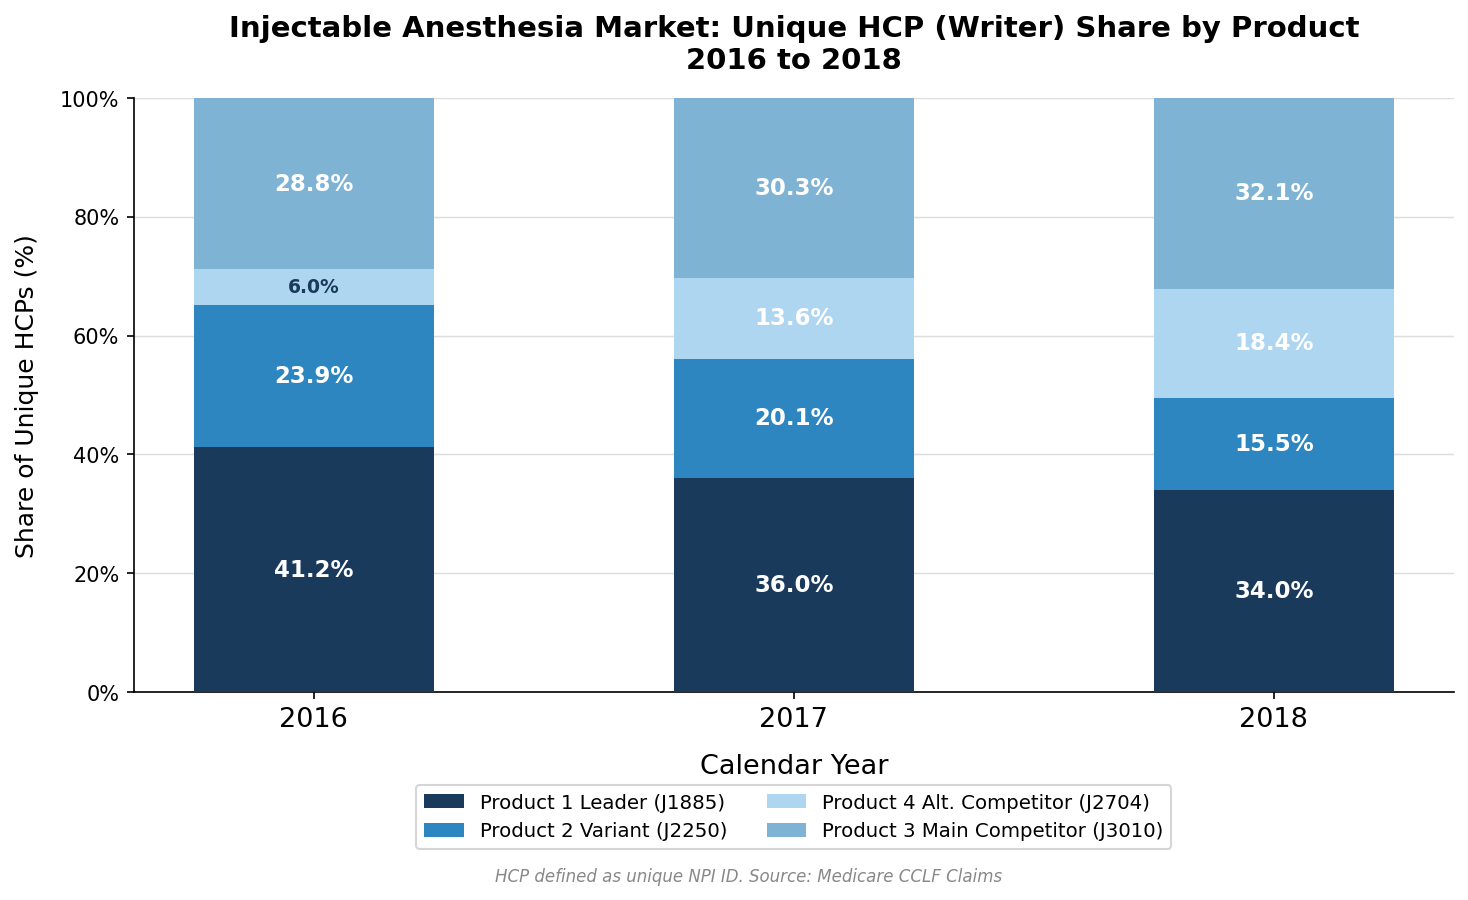 Injectable Anesthesia Market: Unique HCP (Writer) Share by Product
2016 to 2018
Share of Unique HCPs (%)
100%
80%
60%
40%
20%
0%
28.8%
6.0%
23.9%
41.2%
30.3%
13.6%
20.1%
36.0%
32.1%
18.4%
15.5%
34.0%
2016
2017
2018
Calendar Year
Product 1 Leader (J1885)
Product 2 Variant (J2250)
Product 4 Alt. Competitor (J2704)
Product 3 Main Competitor (J3010)
HCP defined as unique NPI ID. Source: Medicare CCLF Claims